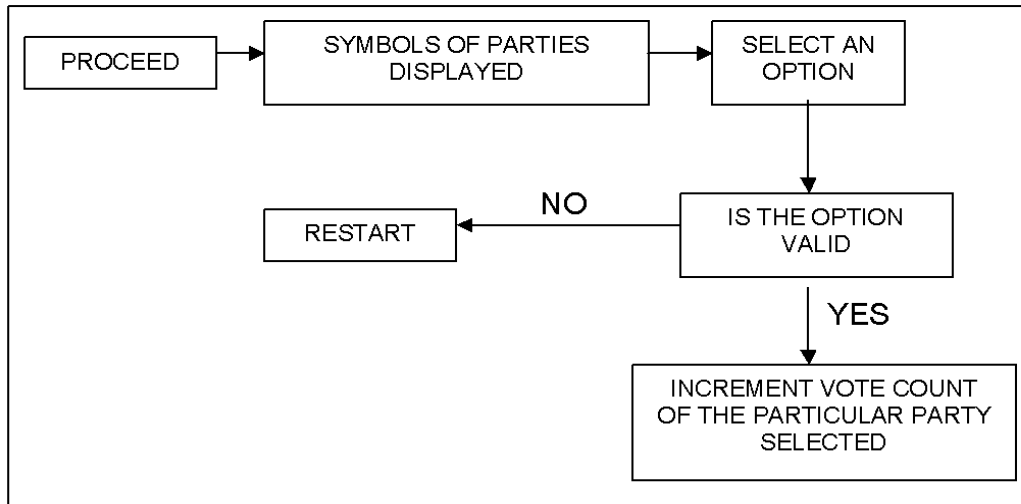 PROCEED
SYMBOLS OF PARTIES
DISPLAYED
SELECT AN
OPTION
NO
RESTART
IS THE OPTION
VALID
YES
INCREMENT VOTE COUNT
OF THE PARTICULAR PARTY
SELECTED